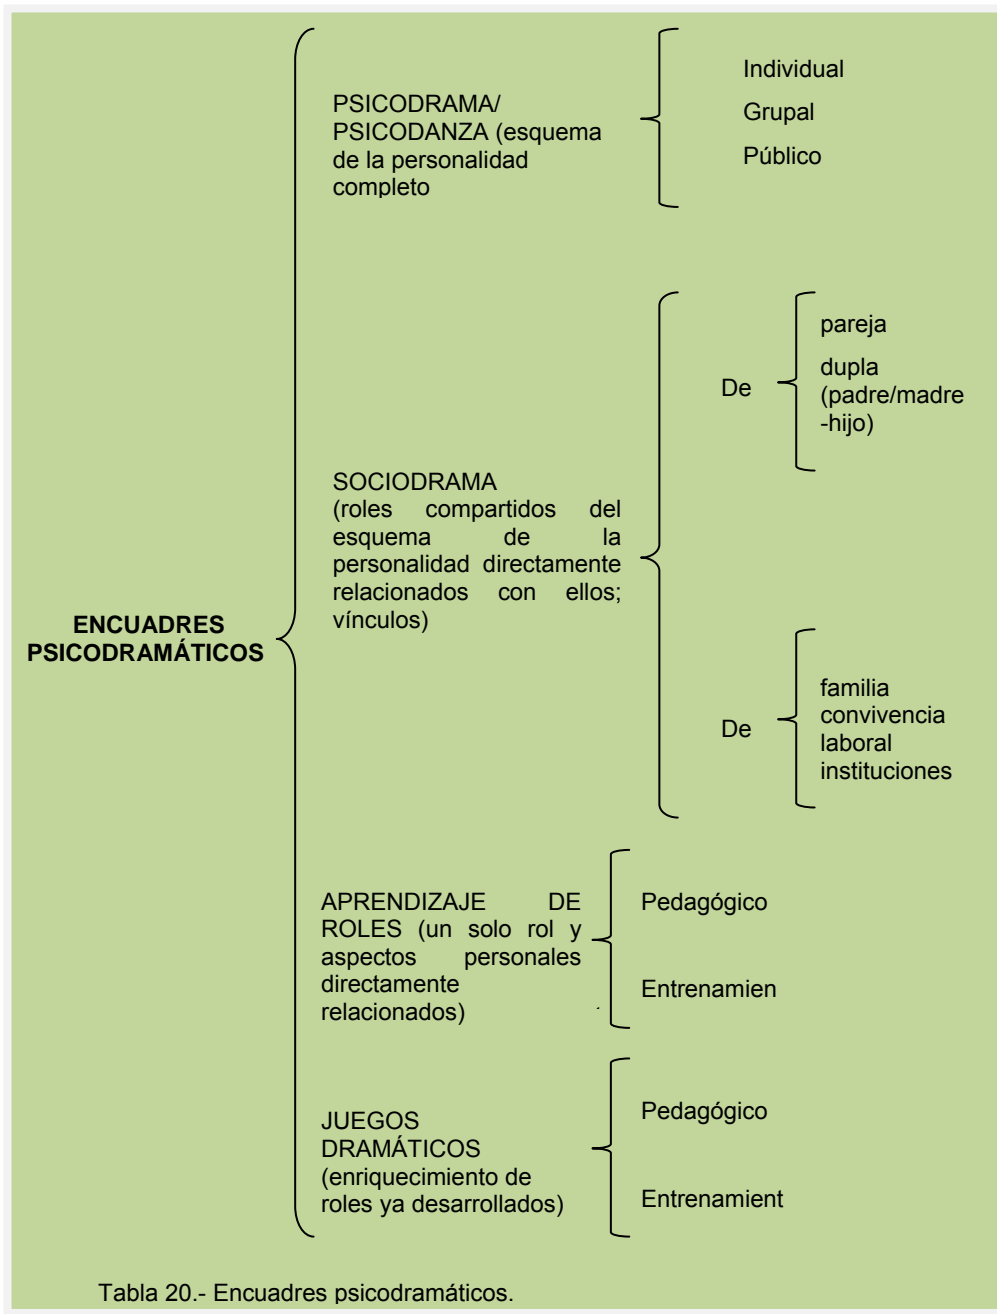 ENCUADRES
PSICODRAMÁTICOS
PSICODRAMA/
PSICODANZA (esquema
de la personalidad
completo
Individual
Grupal
Público
SOCIODRAMA
(roles compartidos del
esquema de la
personalidad directamente
relacionados con ellos;
vínculos)
De
pareja
dupla
(padre/madre
-hijo)
De
familia
convivencia
laboral
instituciones
APRENDIZAJE DE
ROLES (un solo rol y
aspectos personales
directamente
relacionados)
Pedagógico
Entrenamien
JUEGOS
DRAMÁTICOS
(enriquecimiento de
roles ya desarrollados)
Pedagógico
Entrenamient
Tabla 20.- Encuadres psicodramáticos.